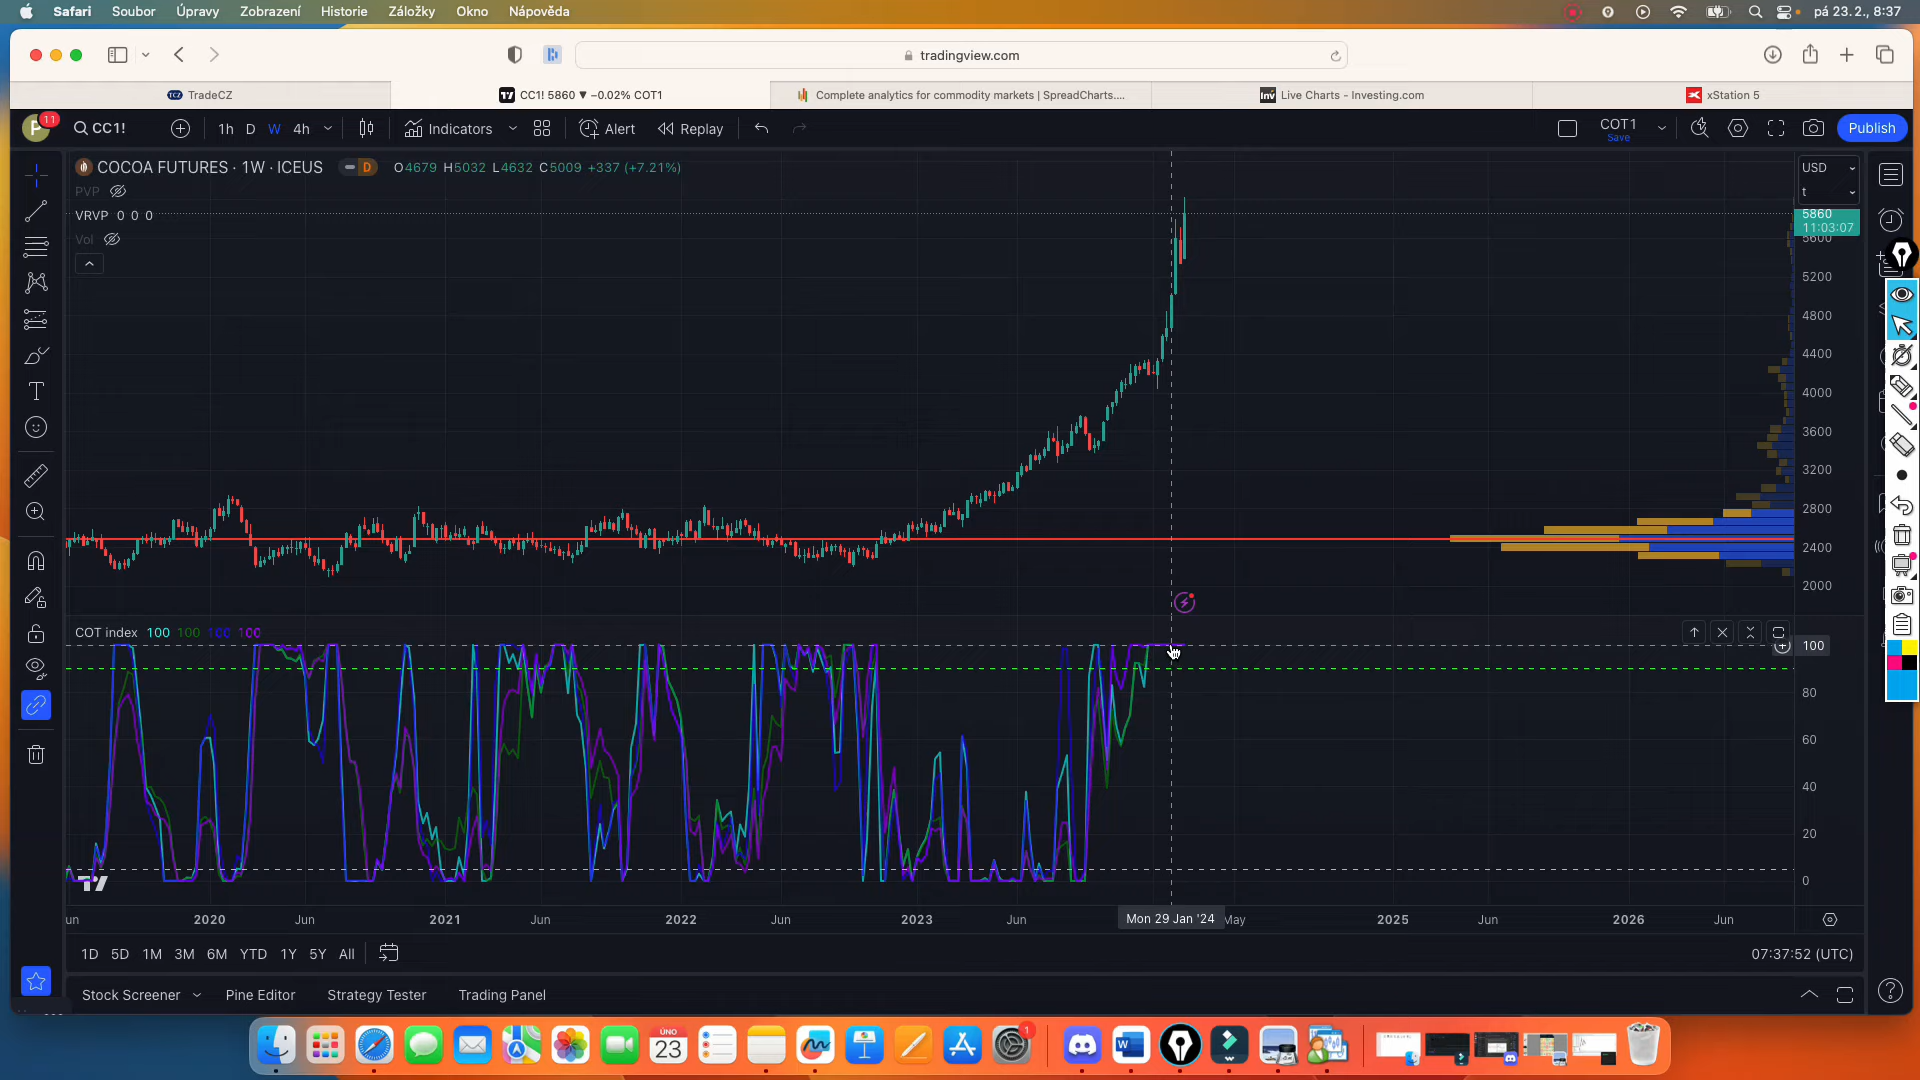 Safari Soubor Úpravy Zobrazení Historie Záložky Okno Nápověda pá 23.2., 8:37
tradingview.com
TradeCZ
CC1! 5860 ▼ −0.02% COT1
Complete analytics for commodity markets | SpreadCharts....
Live Charts - Investing.com
xStation 5
11 CC1! 1h D W 4h Indicators Alert Replay COT1 Save Publish
COCOA FUTURES · 1W · ICEUS D O4679 H5032 L4632 C5009 +337 (+7.21%)
PVP
VRVP 0 0 0
Vol
USD
t
5860
11:03:07
5600
5200
4800
4400
4000
3600
3200
2800
2400
2000
COT index 100 100 100 100
100
80
60
40
20
0
un 2020 Jun 2021 Jun 2022 Jun 2023 Jun Mon 29 Jan '24 May 2025 Jun 2026 Jun
1D 5D 1M 3M 6M YTD 1Y 5Y All 07:37:52 (UTC)
Stock Screener Pine Editor Strategy Tester Trading Panel
ÚNO
23
1